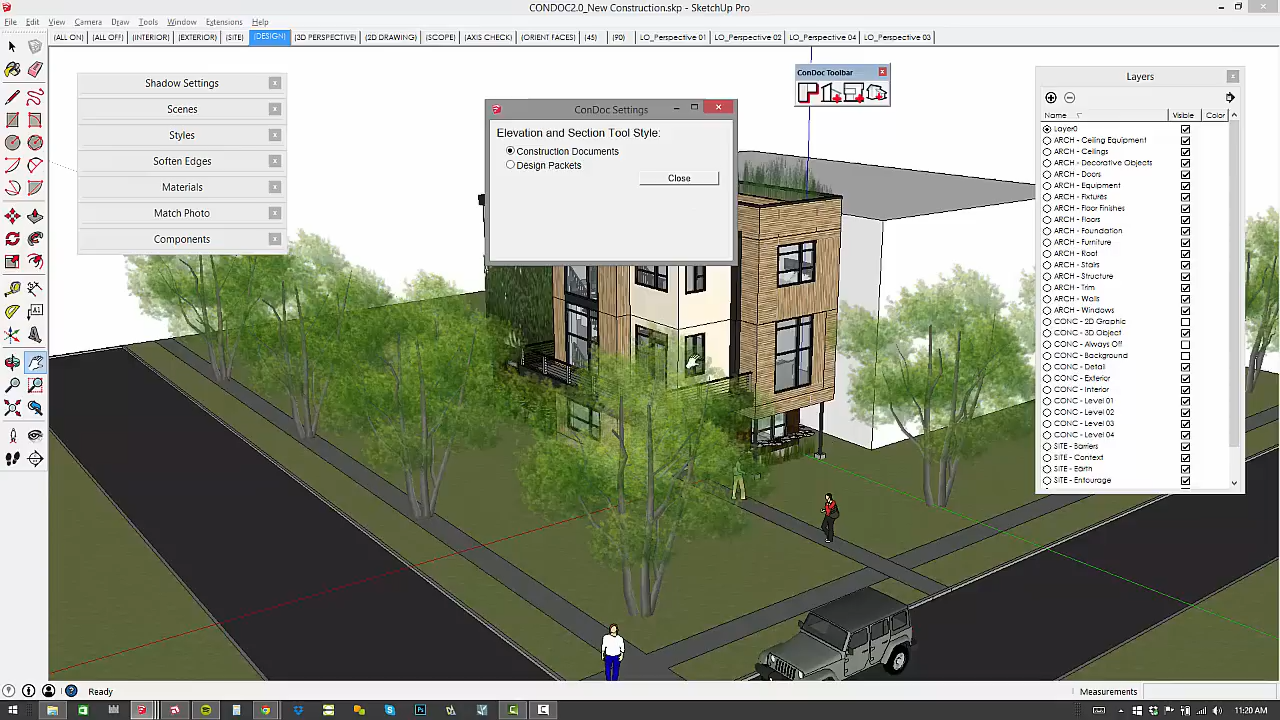 CONDOC2.0_New Construction.skp - SketchUp Pro
File Edit View Camera Draw Tools Window Extensions Help
(ALL ON) (ALL OFF) (INTERIOR) (EXTERIOR) (SITE) (DESIGN) (3D PERSPECTIVE) (2D DRAWING) (SCOPE) (AXIS CHECK) (ORIENT FACES) (45) (90) LO_Perspective 01 LO_Perspective 02 LO_Perspective 04 LO_Perspective 03
Shadow Settings
Scenes
Styles
Soften Edges
Materials
Match Photo
Components
ConDoc Settings
Elevation and Section Tool Style:
Construction Documents
Design Packets
Close
ConDoc Toolbar
Layers
Name Visible Color
Layer0
ARCH - Ceiling Equipment
ARCH - Ceilings
ARCH - Decorative Objects
ARCH - Doors
ARCH - Equipment
ARCH - Fixtures
ARCH - Floor Finishes
ARCH - Floors
ARCH - Foundation
ARCH - Furniture
ARCH - Roof
ARCH - Stairs
ARCH - Structure
ARCH - Trim
ARCH - Walls
ARCH - Windows
CONC - 2D Graphic
CONC - 3D Object
CONC - Always Off
CONC - Background
CONC - Detail
CONC - Exterior
CONC - Interior
CONC - Level 01
CONC - Level 02
CONC - Level 03
CONC - Level 04
SITE - Barriers
SITE - Context
SITE - Earth
SITE - Entourage
Ready
Measurements
11:20 AM